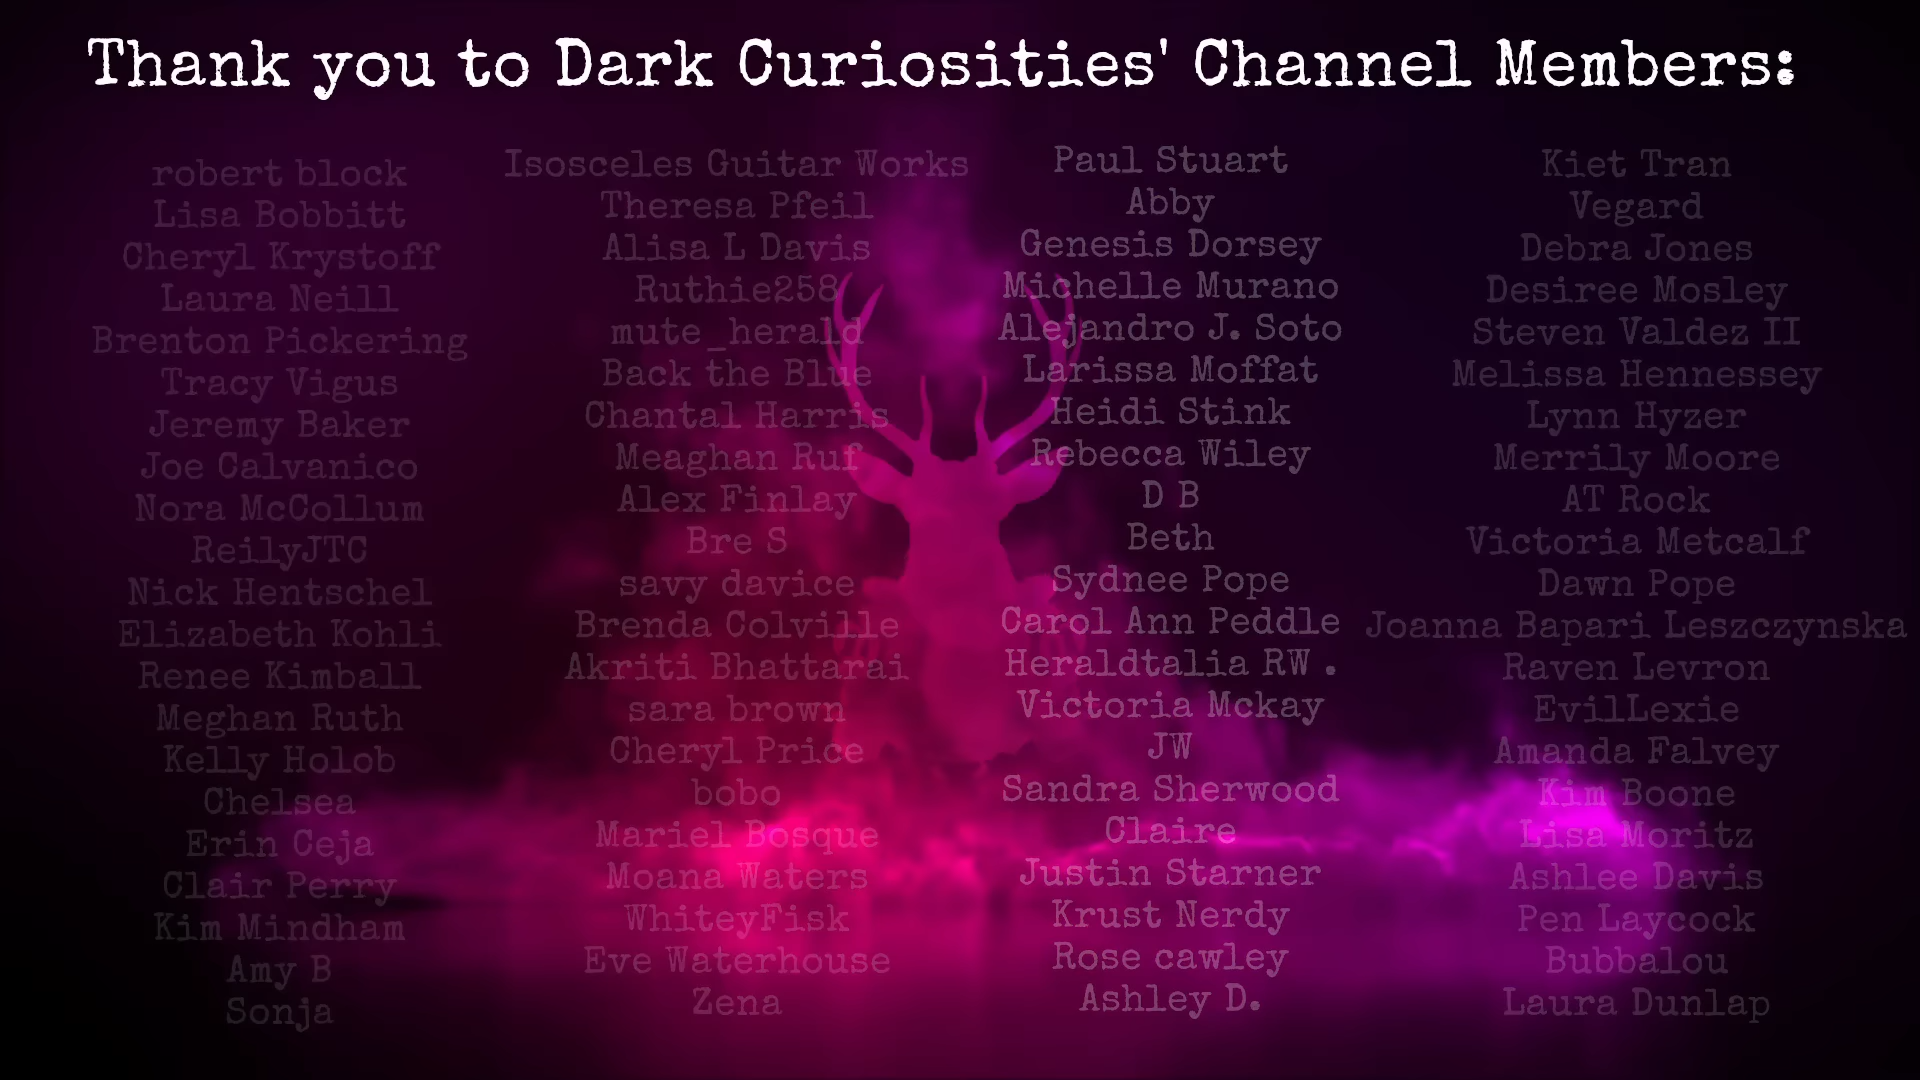 Thank you to Dark Curiosities' Channel Members:
robert block
Lisa Bobbitt
Cheryl Krystoff
Laura Neill
Brenton Pickering
Tracy Vigus
Jeremy Baker
Joe Calvanico
Nora McCollum
ReilyJTC
Nick Hentschel
Elizabeth Kohli
Renee Kimball
Meghan Ruth
Kelly Holob
Chelsea
Erin Ceja
Clair Perry
Kim Mindham
Amy B
Sonja
Isosceles Guitar Works
Theresa Pfeil
Alisa L Davis
Ruthie258
mute_herald
Back the Blue
Chantal Harris
Meaghan Ruf
Alex Finlay
Bre S
savy davice
Brenda Colville
Akriti Bhattarai
sara brown
Cheryl Price
bobo
Mariel Bosque
Moana Waters
WhiteyFisk
Eve Waterhouse
Zena
Paul Stuart
Abby
Genesis Dorsey
Michelle Murano
Alejandro J. Soto
Larissa Moffat
Heidi Stink
Rebecca Wiley
D B
Beth
Sydnee Pope
Carol Ann Peddle
Heraldtalia RW .
Victoria Mckay
JW
Sandra Sherwood
Claire
Justin Starner
Krust Nerdy
Rose cawley
Ashley D.
Kiet Tran
Vegard
Debra Jones
Desiree Mosley
Steven Valdez II
Melissa Hennessey
Lynn Hyzer
Merrily Moore
AT Rock
Victoria Metcalf
Dawn Pope
Joanna Bapari Leszczynska
Raven Levron
EvilLexie
Amanda Falvey
Kim Boone
Lisa Moritz
Ashlee Davis
Pen Laycock
Bubbalou
Laura Dunlap